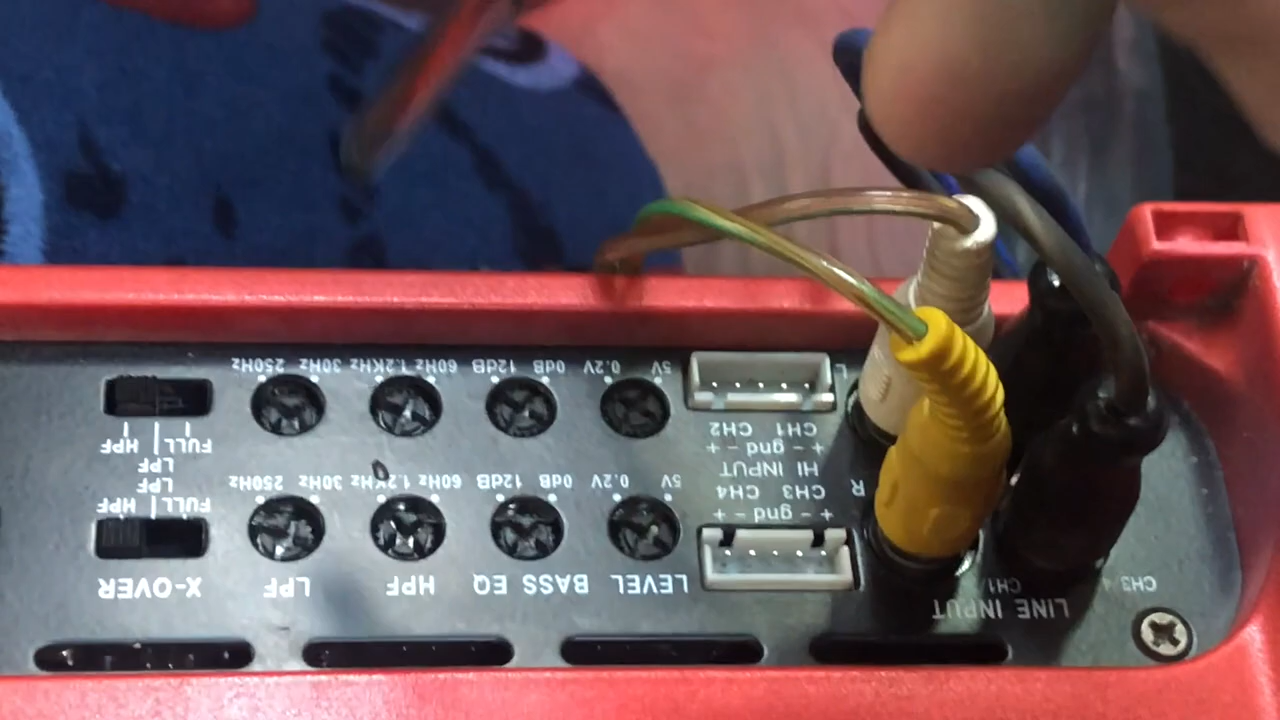 LINE INPUT
CH3/4 CH1/
LEVEL BASS EQ HPF LPF X-OVER
+ - gnd - +
CH3 CH4
R
5V 0.2V 0dB 12dB 60Hz 1.2KHz 30Hz 250Hz
FULL HPF
LPF
HI INPUT
LPF
FULL HPF
+ - gnd - +
CH1 CH2
L
5V 0.2V 0dB 12dB 60Hz 1.2KHz 30Hz 250Hz